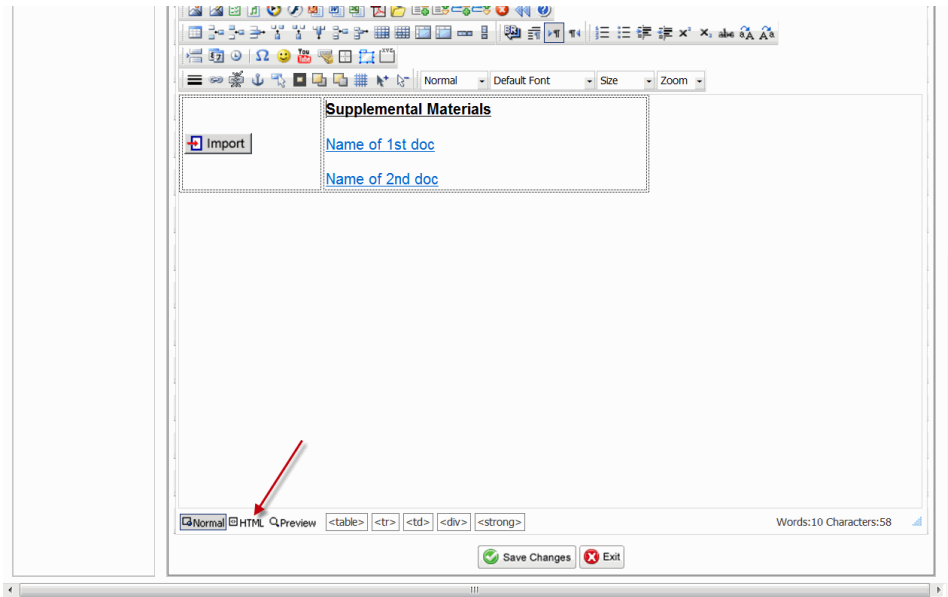 Normal Default Font Size Zoom
Supplemental Materials
Import
Name of 1st doc
Name of 2nd doc
Normal HTML Preview <table> <tr> <td> <div> <strong> Words:10 Characters:58
Save Changes Exit